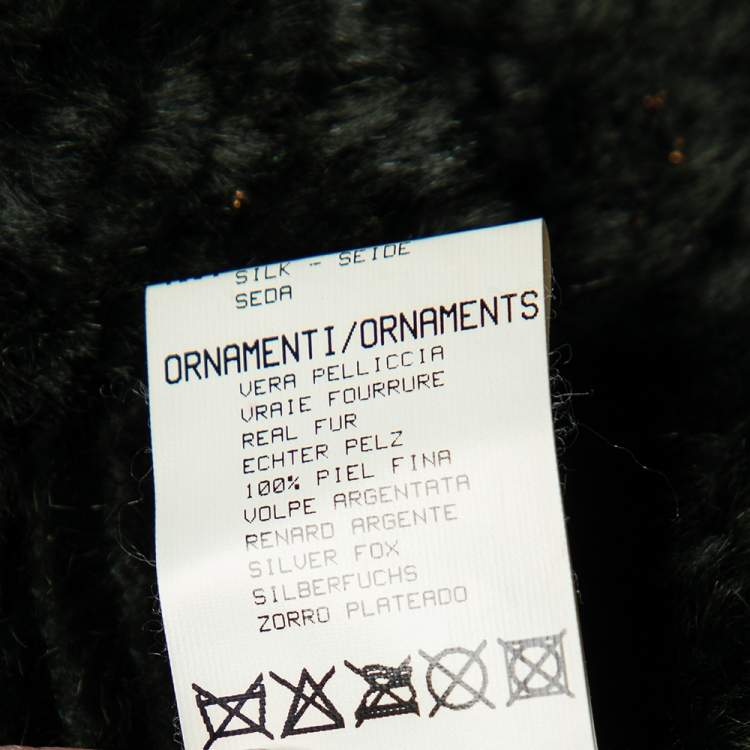 SILK - SEIDE
SEDA
ORNAMENTI/ORNAMENTS
VERA PELLICCIA
VRAIE FOURRURE
REAL FUR
ECHTER PELZ
100% PIEL FINA
VOLPE ARGENTATA
RENARD ARGENTE
SILVER FOX
SILBERFUCHS
ZORRO PLATEADO